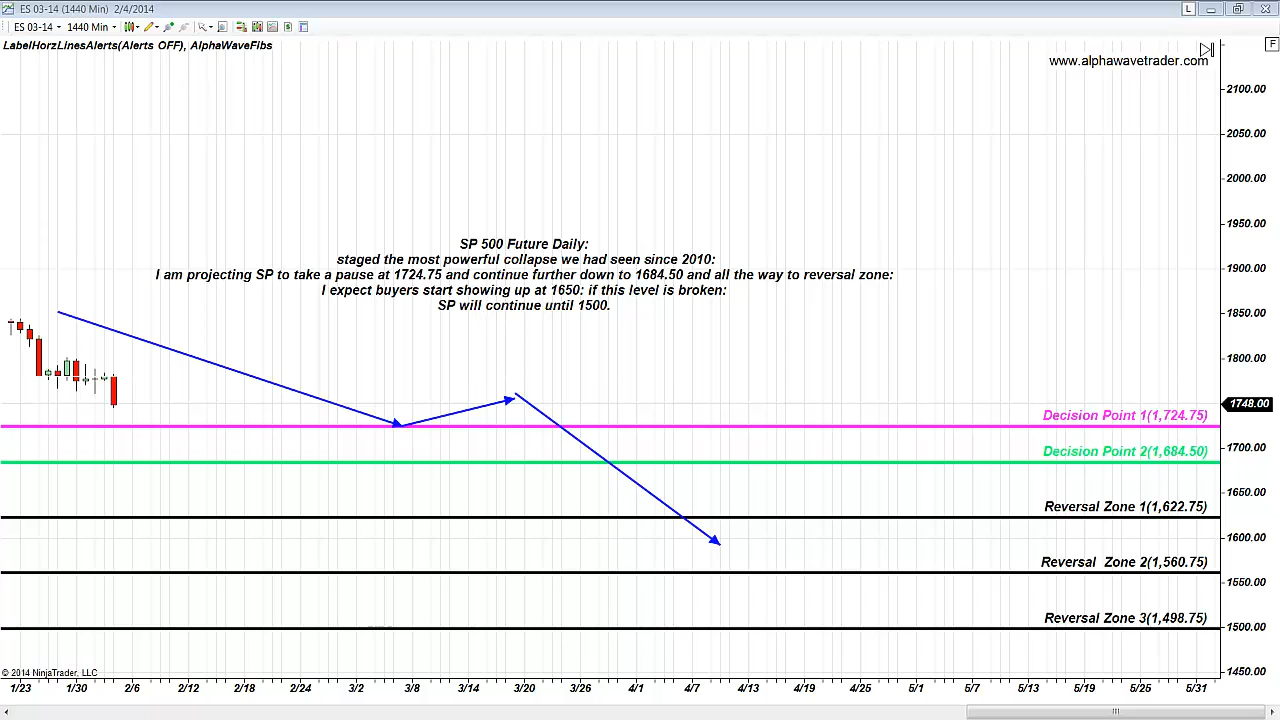 ES 03-14 (1440 Min) 2/4/2014
L
ES 03-14 1440 Min
LabelHorzLinesAlerts(Alerts OFF), AlphaWaveFibs
F
www.alphawavetrader.com
2100.00
2050.00
2000.00
1950.00
SP 500 Future Daily:
staged the most powerful collapse we had seen since 2010:
I am projecting SP to take a pause at 1724.75 and continue further down to 1684.50 and all the way to reversal zone:
1900.00
I expect buyers start showing up at 1650: if this level is broken:
SP will continue until 1500.
1850.00
1800.00
1748.00
Decision Point 1(1,724.75)
1700.00
Decision Point 2(1,684.50)
1650.00
Reversal Zone 1(1,622.75)
1600.00
Reversal Zone 2(1,560.75)
1550.00
Reversal Zone 3(1,498.75)
1500.00
© 2014 NinjaTrader, LLC
1450.00
1/23 1/30 2/6 2/12 2/18 2/24 3/2 3/8 3/14 3/20 3/26 4/1 4/7 4/13 4/19 4/25 5/1 5/7 5/13 5/19 5/25 5/31